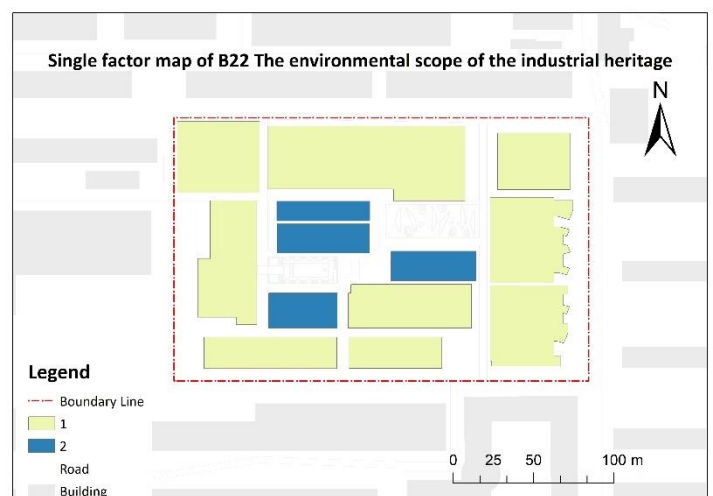 Single factor map of B22 The environmental scope of the industrial heritage
N
Legend
Boundary Line
1
2
Road
Building
0 25 50 100 m